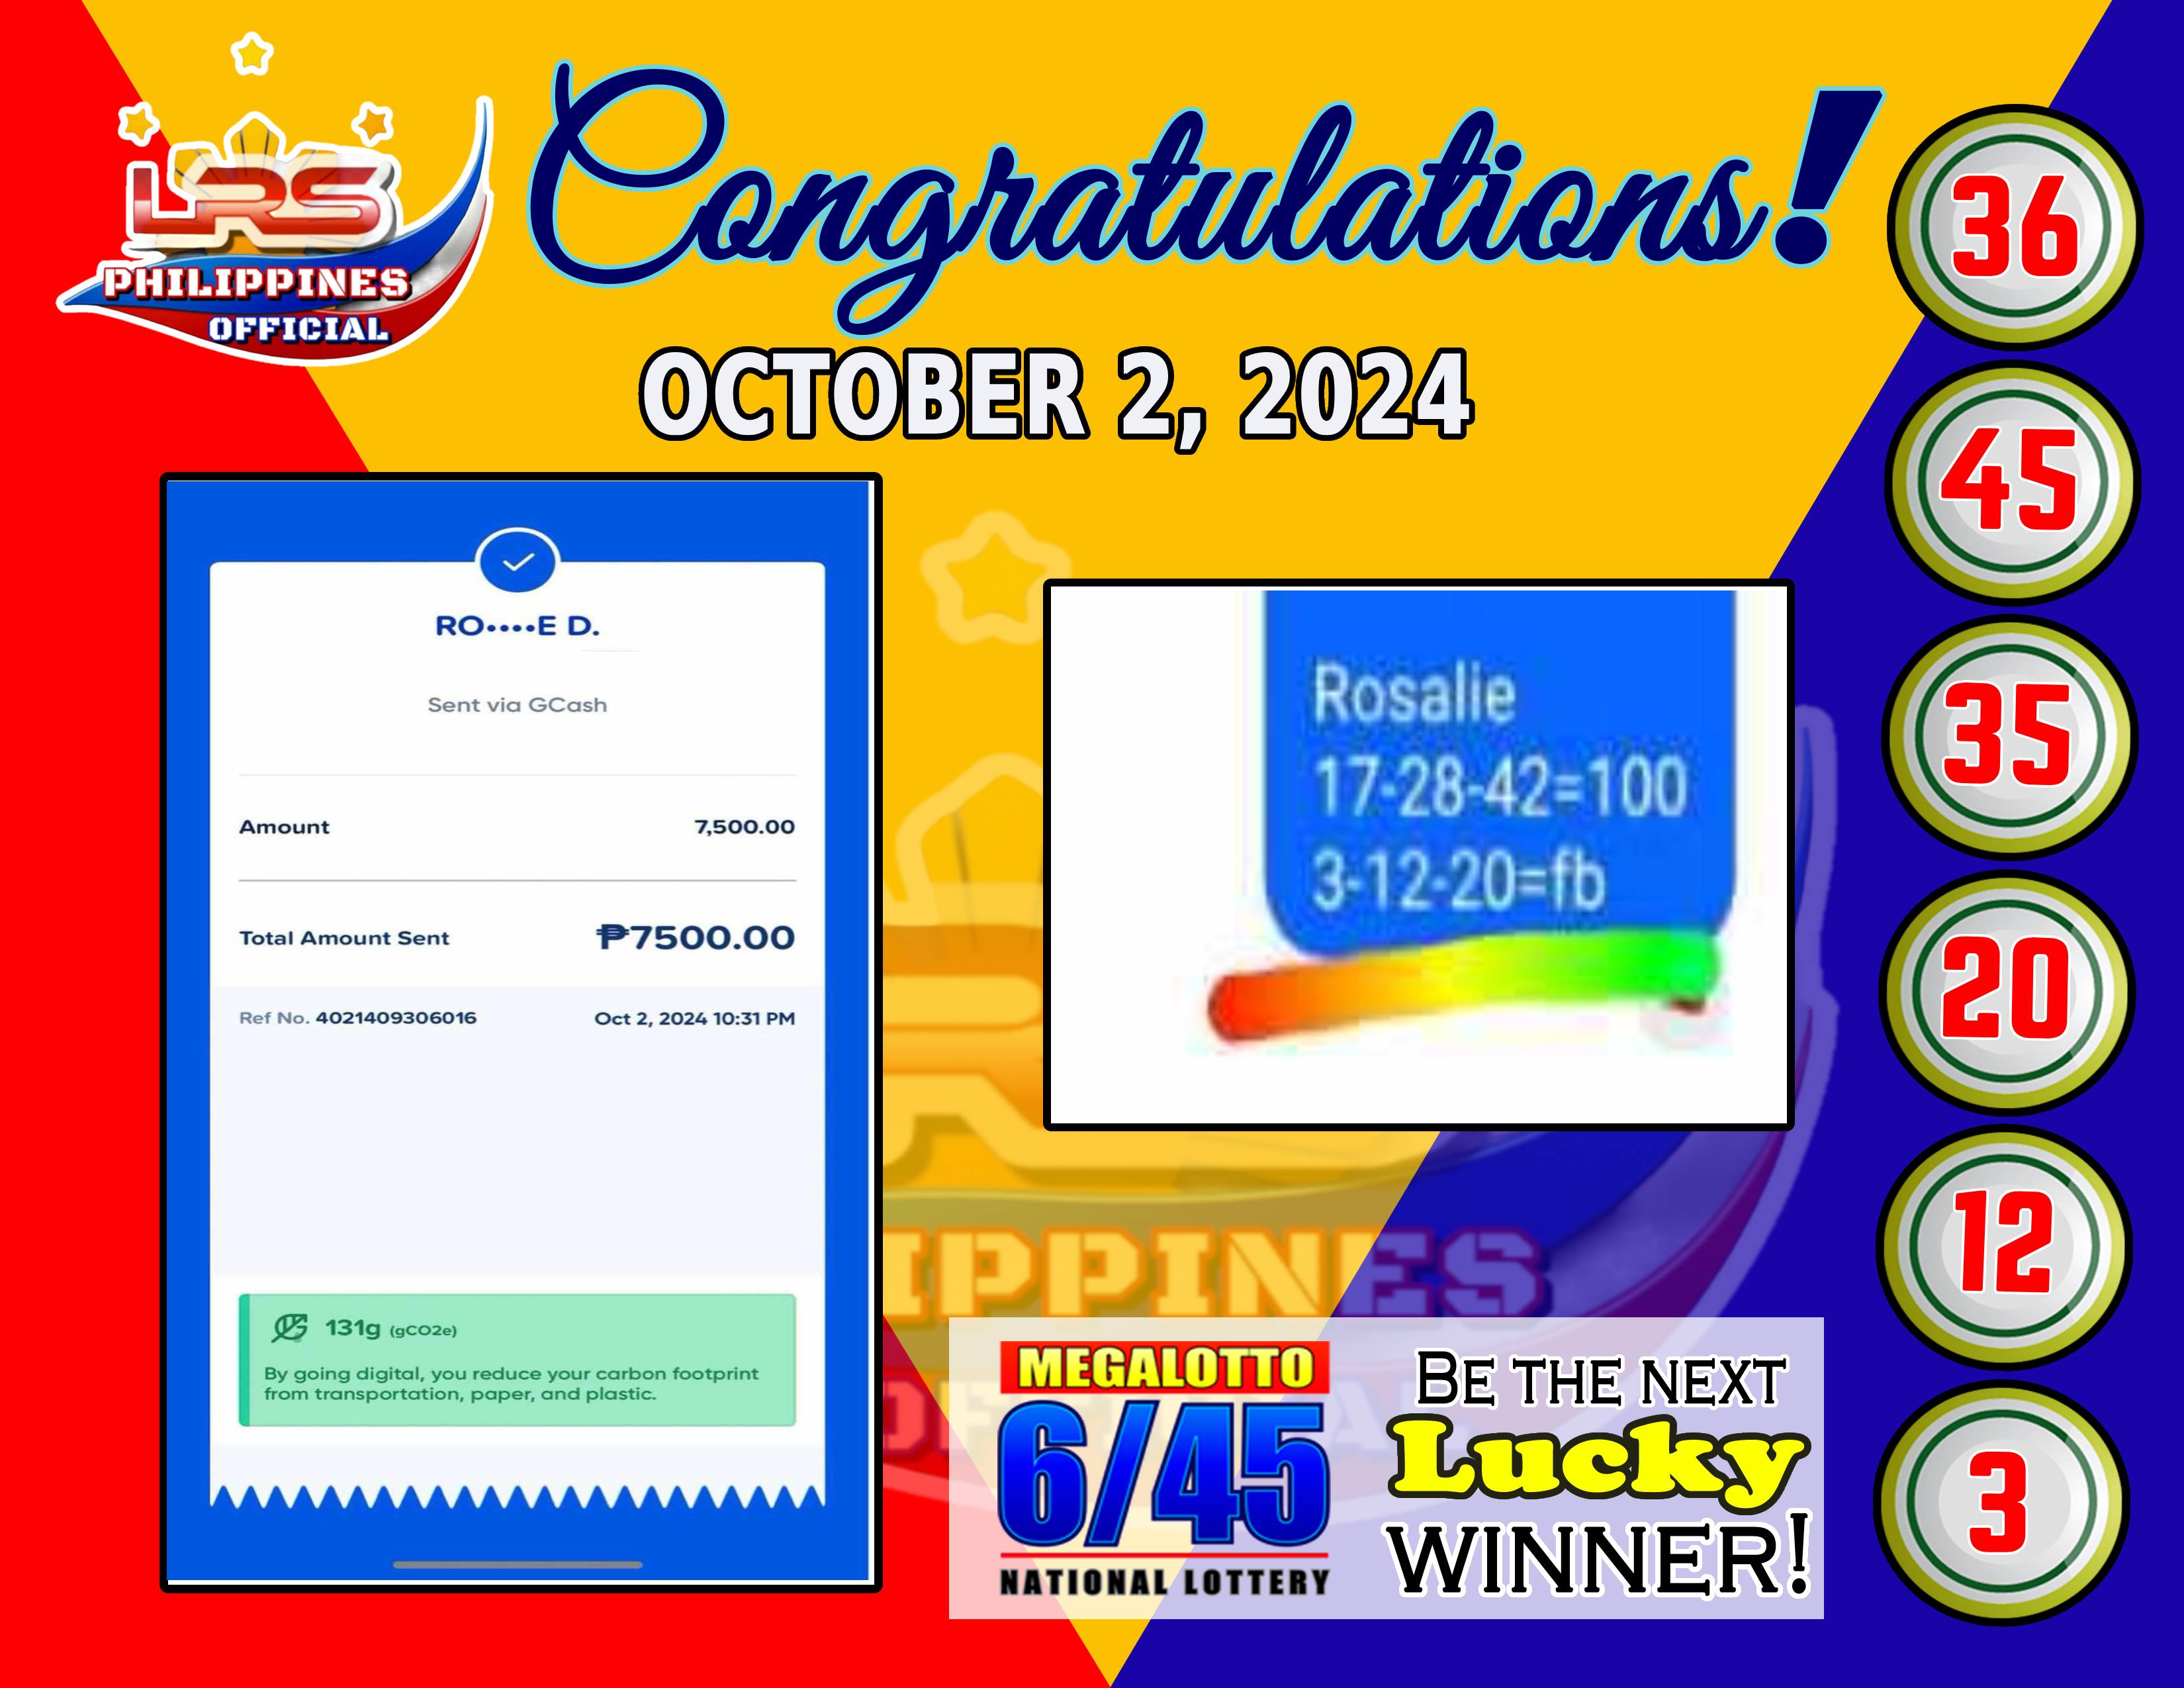 LRS
PHILIPPINES
OFFICIAL
Congratulations!
OCTOBER 2, 2024
RO••••E D.
Sent via GCash
Amount 7,500.00
Total Amount Sent ₱7500.00
Ref No. 4021409306016 Oct 2, 2024 10:31 PM
131g (gCO2e)
By going digital, you reduce your carbon footprint
from transportation, paper, and plastic.
Rosalie
17-28-42=100
3-12-20=fb
IPPINES
MEGALOTTO
6/45
NATIONAL LOTTERY
BE THE NEXT
Lucky
WINNER!
36
45
35
20
12
3